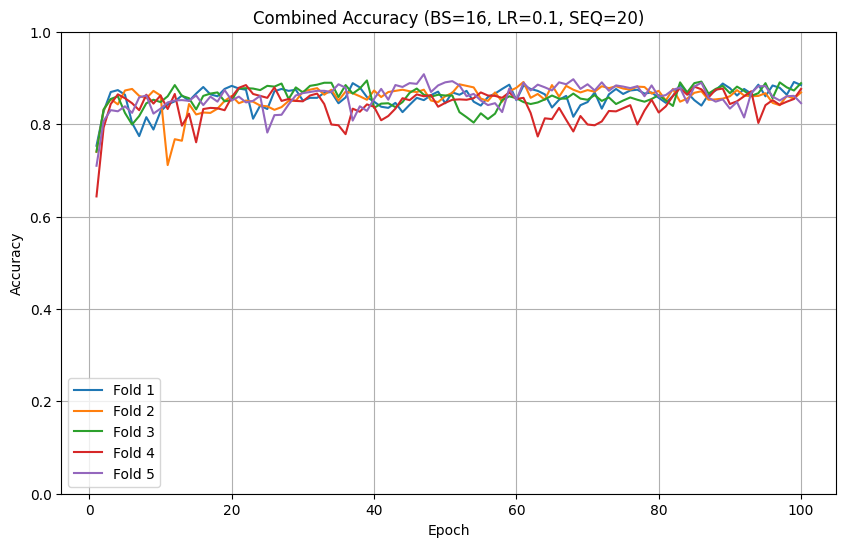 Combined Accuracy (BS=16, LR=0.1, SEQ=20)
1.0
0.8
0.6
0.4
0.2
0.0
Accuracy
Fold 1
Fold 2
Fold 3
Fold 4
Fold 5
0 20 40 60 80 100
Epoch